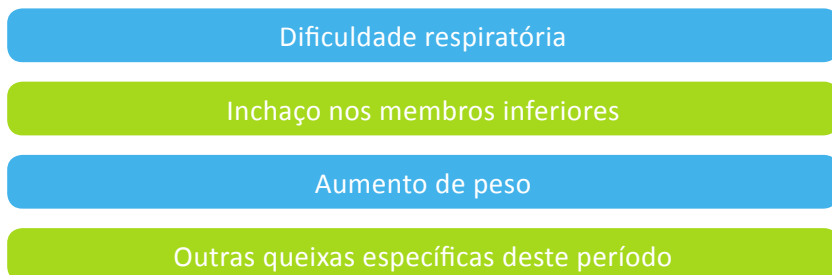 Dificuldade respiratória
Inchaço nos membros inferiores
Aumento de peso
Outras queixas específicas deste período